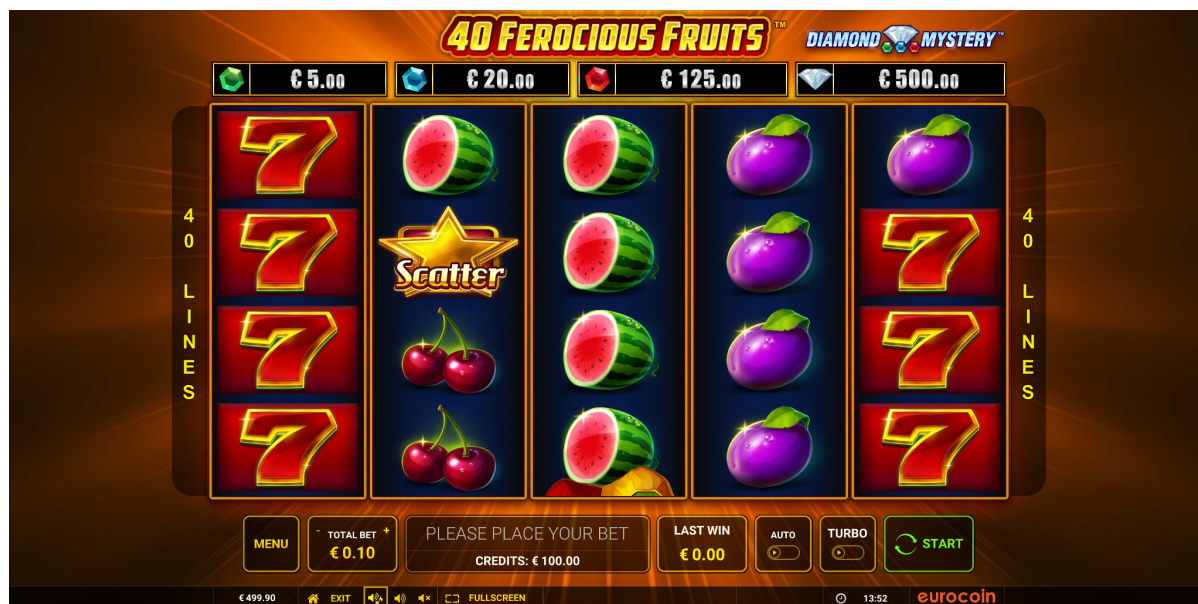 40 FEROCIOUS FRUITS™
DIAMOND MYSTERY™
€ 5.00
€ 20.00
€ 125.00
€ 500.00
40 LINES
40 LINES
Scatter
MENU
- TOTAL BET +
€ 0.10
PLEASE PLACE YOUR BET
CREDITS: € 100.00
LAST WIN
€ 0.00
AUTO
TURBO
START
€ 499.90
EXIT
FULLSCREEN
13:52
eurocoin